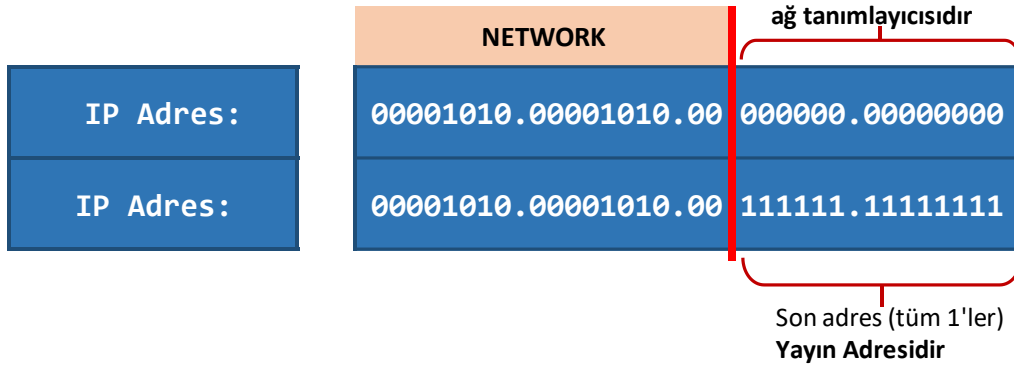 ağ tanımlayıcısıdır
NETWORK
IP Adres: 00001010.00001010.00 000000.00000000
IP Adres: 00001010.00001010.00 111111.11111111
Son adres (tüm 1'ler)
Yayın Adresidir